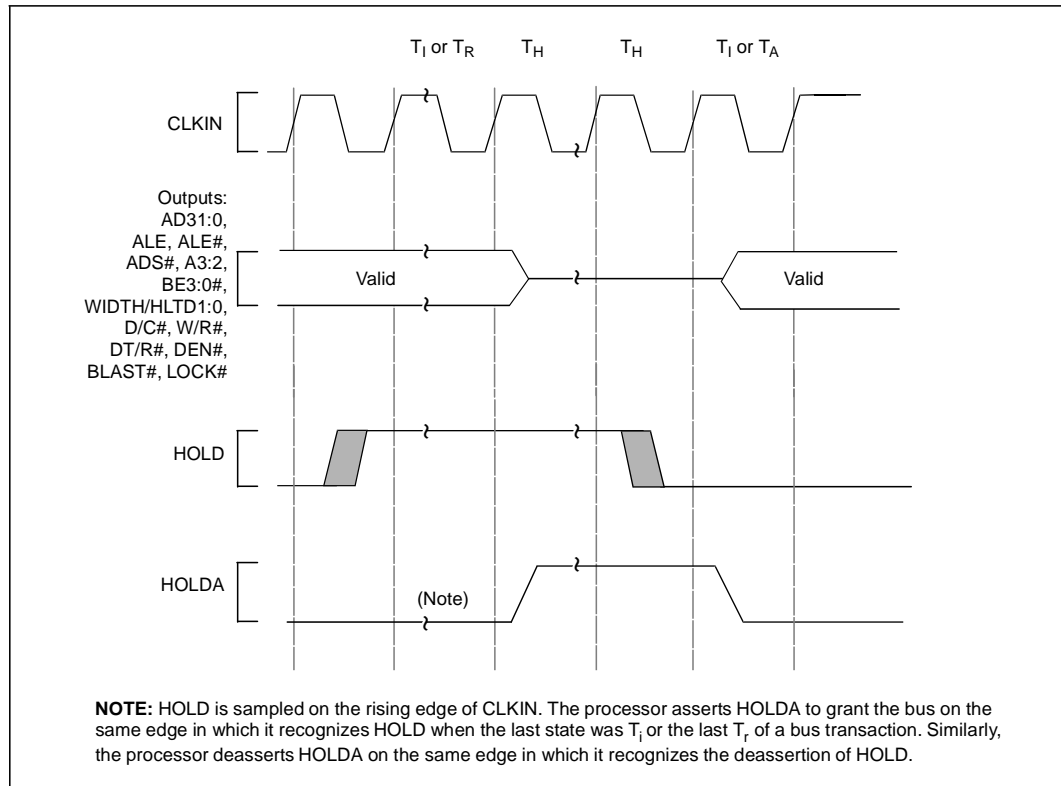 T_I or T_R T_H T_H T_I or T_A
CLKIN
Outputs:
AD31:0,
ALE, ALE#,
ADS#, A3:2,
BE3:0#,
WIDTH/HLTD1:0,
D/C#, W/R#,
DT/R#, DEN#,
BLAST#, LOCK#
Valid Valid
HOLD
HOLDA
(Note)
NOTE: HOLD is sampled on the rising edge of CLKIN. The processor asserts HOLDA to grant the bus on the
same edge in which it recognizes HOLD when the last state was T_i or the last T_r of a bus transaction. Similarly,
the processor deasserts HOLDA on the same edge in which it recognizes the deassertion of HOLD.